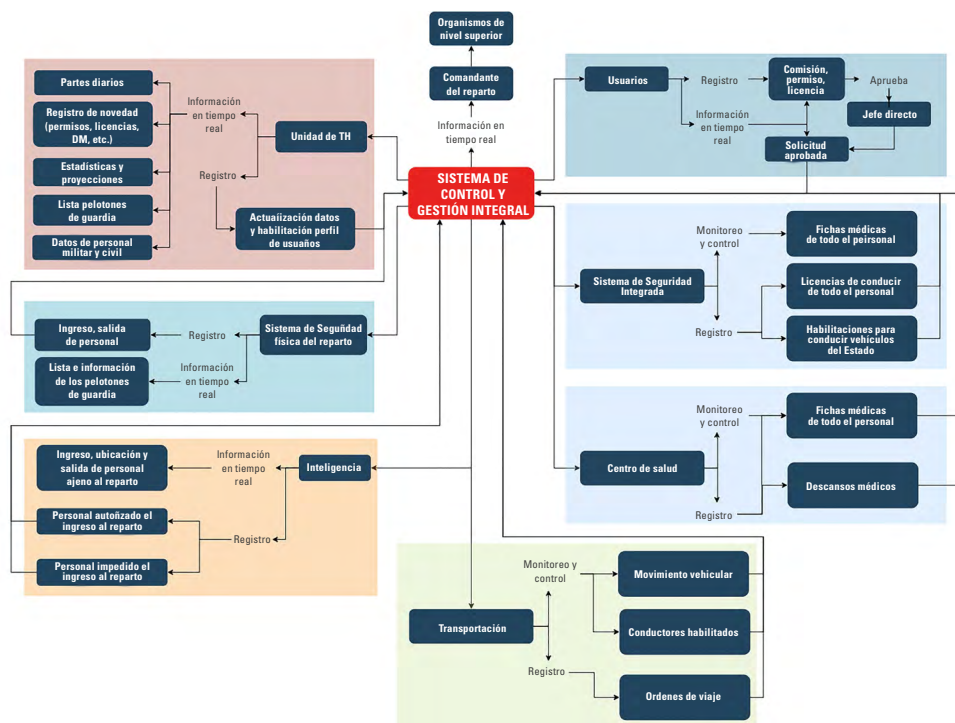 Organismos de
nivel superior
Comandante
del reparto
Información en
tiempo real
SISTEMA DE
CONTROL Y
GESTIÓN INTEGRAL
Partes diarios
Registro de novedad
(permisos, licencias,
DM, etc.)
Estadísticas y
proyecciones
Lista pelotones
de guardia
Datos de personal
militar y civil
Información
en tiempo
real
Unidad de TH
Registro
Actuaiización datos
y habilitación perfil
de usuaños
Usuarios
Registro
Información
en tiempo
real
Comisión,
permiso,
licencia
Aprueba
Jefe directo
Solicitud
aprobada
Sistema de Seguridad
Integrada
Monitoreo
y control
Registro
Fichas médicas
de todo el peirsonal
Licencias de conducir
de todo el personal
Habilitaciones para
conducir vehículos
del Estado
Ingreso, salida
de personal
Registro
Sistema de Seguñdad
física del reparto
Lista e información
de los pelotones
de guardia
Información
en tiempo
real
Centro de salud
Monitoreo
y control
Registro
Fichas médicas
de todo el personal
Descansos médicos
Ingreso, ubicación y
salida de personal
ajeno al reparto
Información
en tiempo
real
Inteligencia
Personal autoñzado el
ingreso al reparto
Registro
Personal impedido el
ingreso al reparto
Transportación
Monitoreo y
control
Registro
Movimiento vehicular
Conductores habilitados
Ordenes de viaje